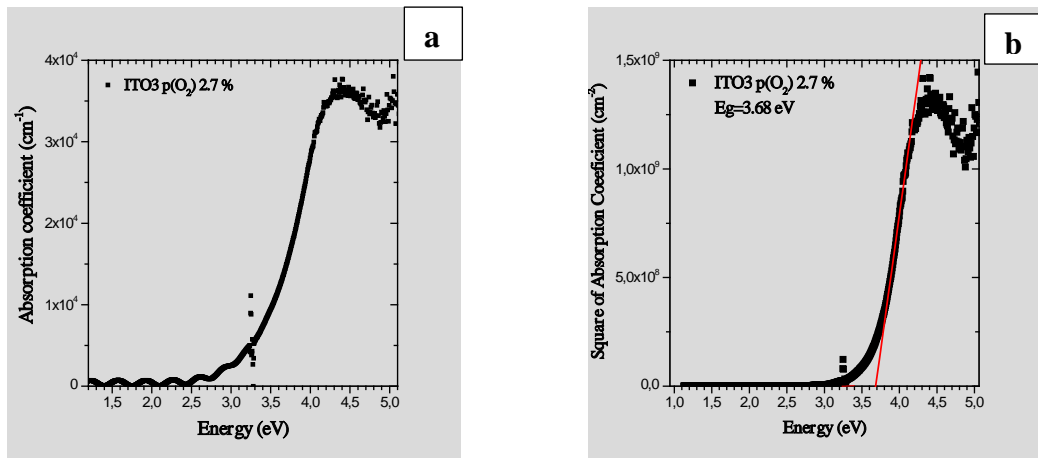 a
ITO3 p(O₂) 2.7 %
4x10⁴
3x10⁴
2x10⁴
1x10⁴
0
1,5 2,0 2,5 3,0 3,5 4,0 4,5 5,0
Energy (eV)
Absorption coefficient (cm⁻¹)
b
ITO3 p(O₂) 2.7 %
Eg=3.68 eV
1,5x10⁹
1,0x10⁹
5,0x10⁸
0,0
1,0 1,5 2,0 2,5 3,0 3,5 4,0 4,5 5,0
Energy (eV)
Square of Absorption Coeeficient (cm⁻²)